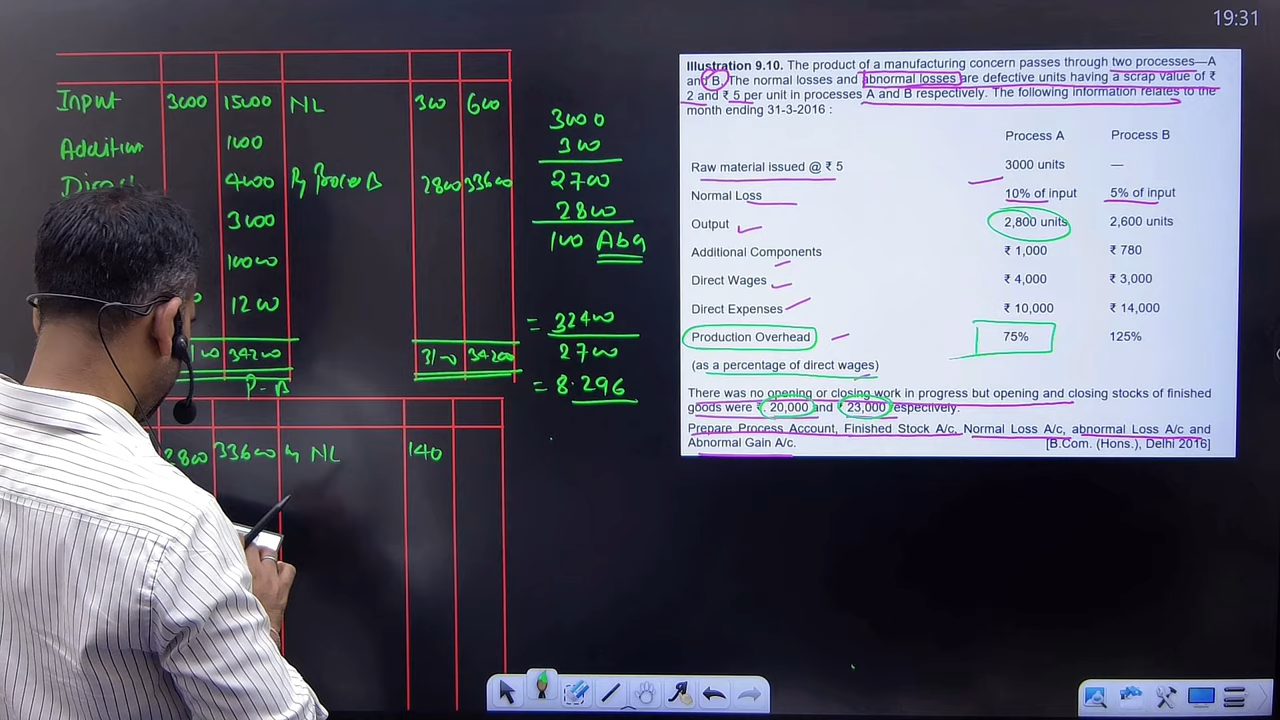 19:31
Input 3000 15000 NL 300 600
Addition 1000
Direct 4000 By Process B 2800 33600
3000
10000
1200
3100 34200 3100 34200
P-B
2800 33600 By NL 140
3000
300
2700
2800
100 Abg
= 32400
2700
= 8.296
Illustration 9.10. The product of a manufacturing concern passes through two processes—A
and B. The normal losses and abnormal losses are defective units having a scrap value of ₹
2 and ₹ 5 per unit in processes A and B respectively. The following information relates to the
month ending 31-3-2016 :
Process A Process B
Raw material issued @ ₹ 5 3000 units —
Normal Loss 10% of input 5% of input
Output 2,800 units 2,600 units
Additional Components ₹ 1,000 ₹ 780
Direct Wages ₹ 4,000 ₹ 3,000
Direct Expenses ₹ 10,000 ₹ 14,000
Production Overhead 75% 125%
(as a percentage of direct wages)
There was no opening or closing work in progress but opening and closing stocks of finished
goods were ₹. 20,000 and ₹ 23,000 respectively.
Prepare Process Account, Finished Stock A/c, Normal Loss A/c, abnormal Loss A/c and
Abnormal Gain A/c. [B.Com. (Hons.), Delhi 2016]